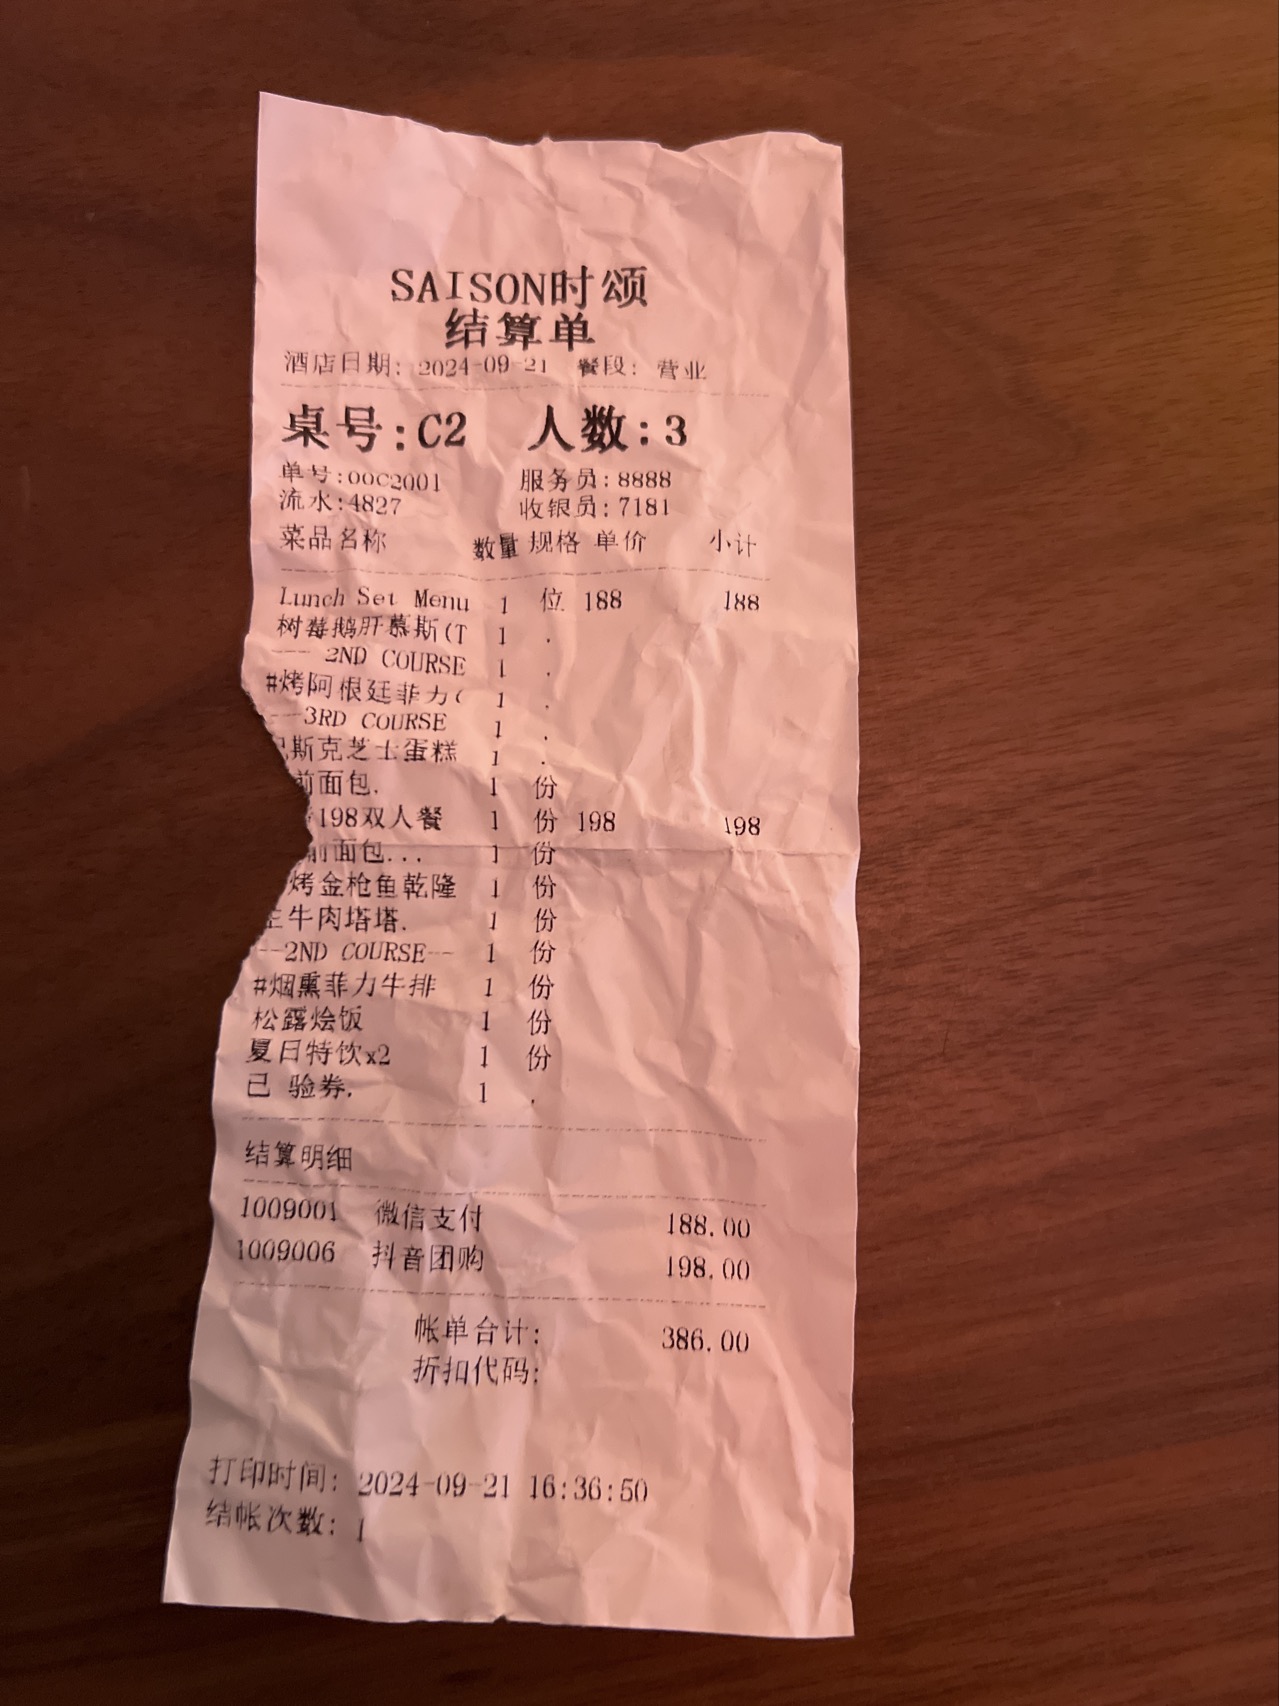 SAISON时颂
结算单
酒店日期: 2024-09-21 餐段: 营业
桌号:C2 人数:3
单号:00C2001 服务员:8888
流水:4827 收银员:7181
菜品名称 数量 规格 单价 小计
Lunch Set Menu 1 位 188 188
树莓鹅肝慕斯(T 1 .
--- 2ND COURSE 1 .
#烤阿根廷菲力( 1 .
---3RD COURSE 1 .
斯克芝士蛋糕 1 .
前面包. 1 份
198双人餐 1 份 198 198
前面包... 1 份
烤金枪鱼乾隆 1 份
牛肉塔塔. 1 份
--2ND COURSE-- 1 份
#烟熏菲力牛排 1 份
松露烩饭 1 份
夏日特饮x2 1 份
已 验券. 1 .
结算明细
1009001 微信支付 188.00
1009006 抖音团购 198.00
帐单合计: 386.00
折扣代码:
打印时间: 2024-09-21 16:36:50
结帐次数: 1